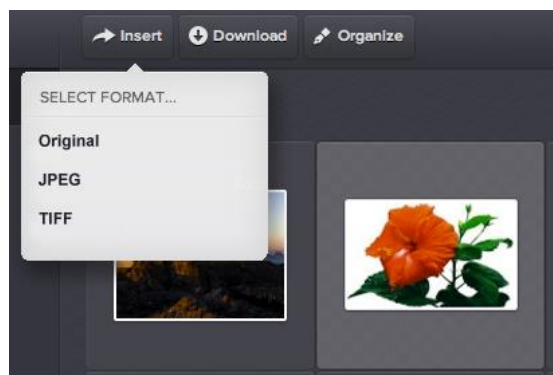 Insert
Download
Organize
SELECT FORMAT...
Original
JPEG
TIFF